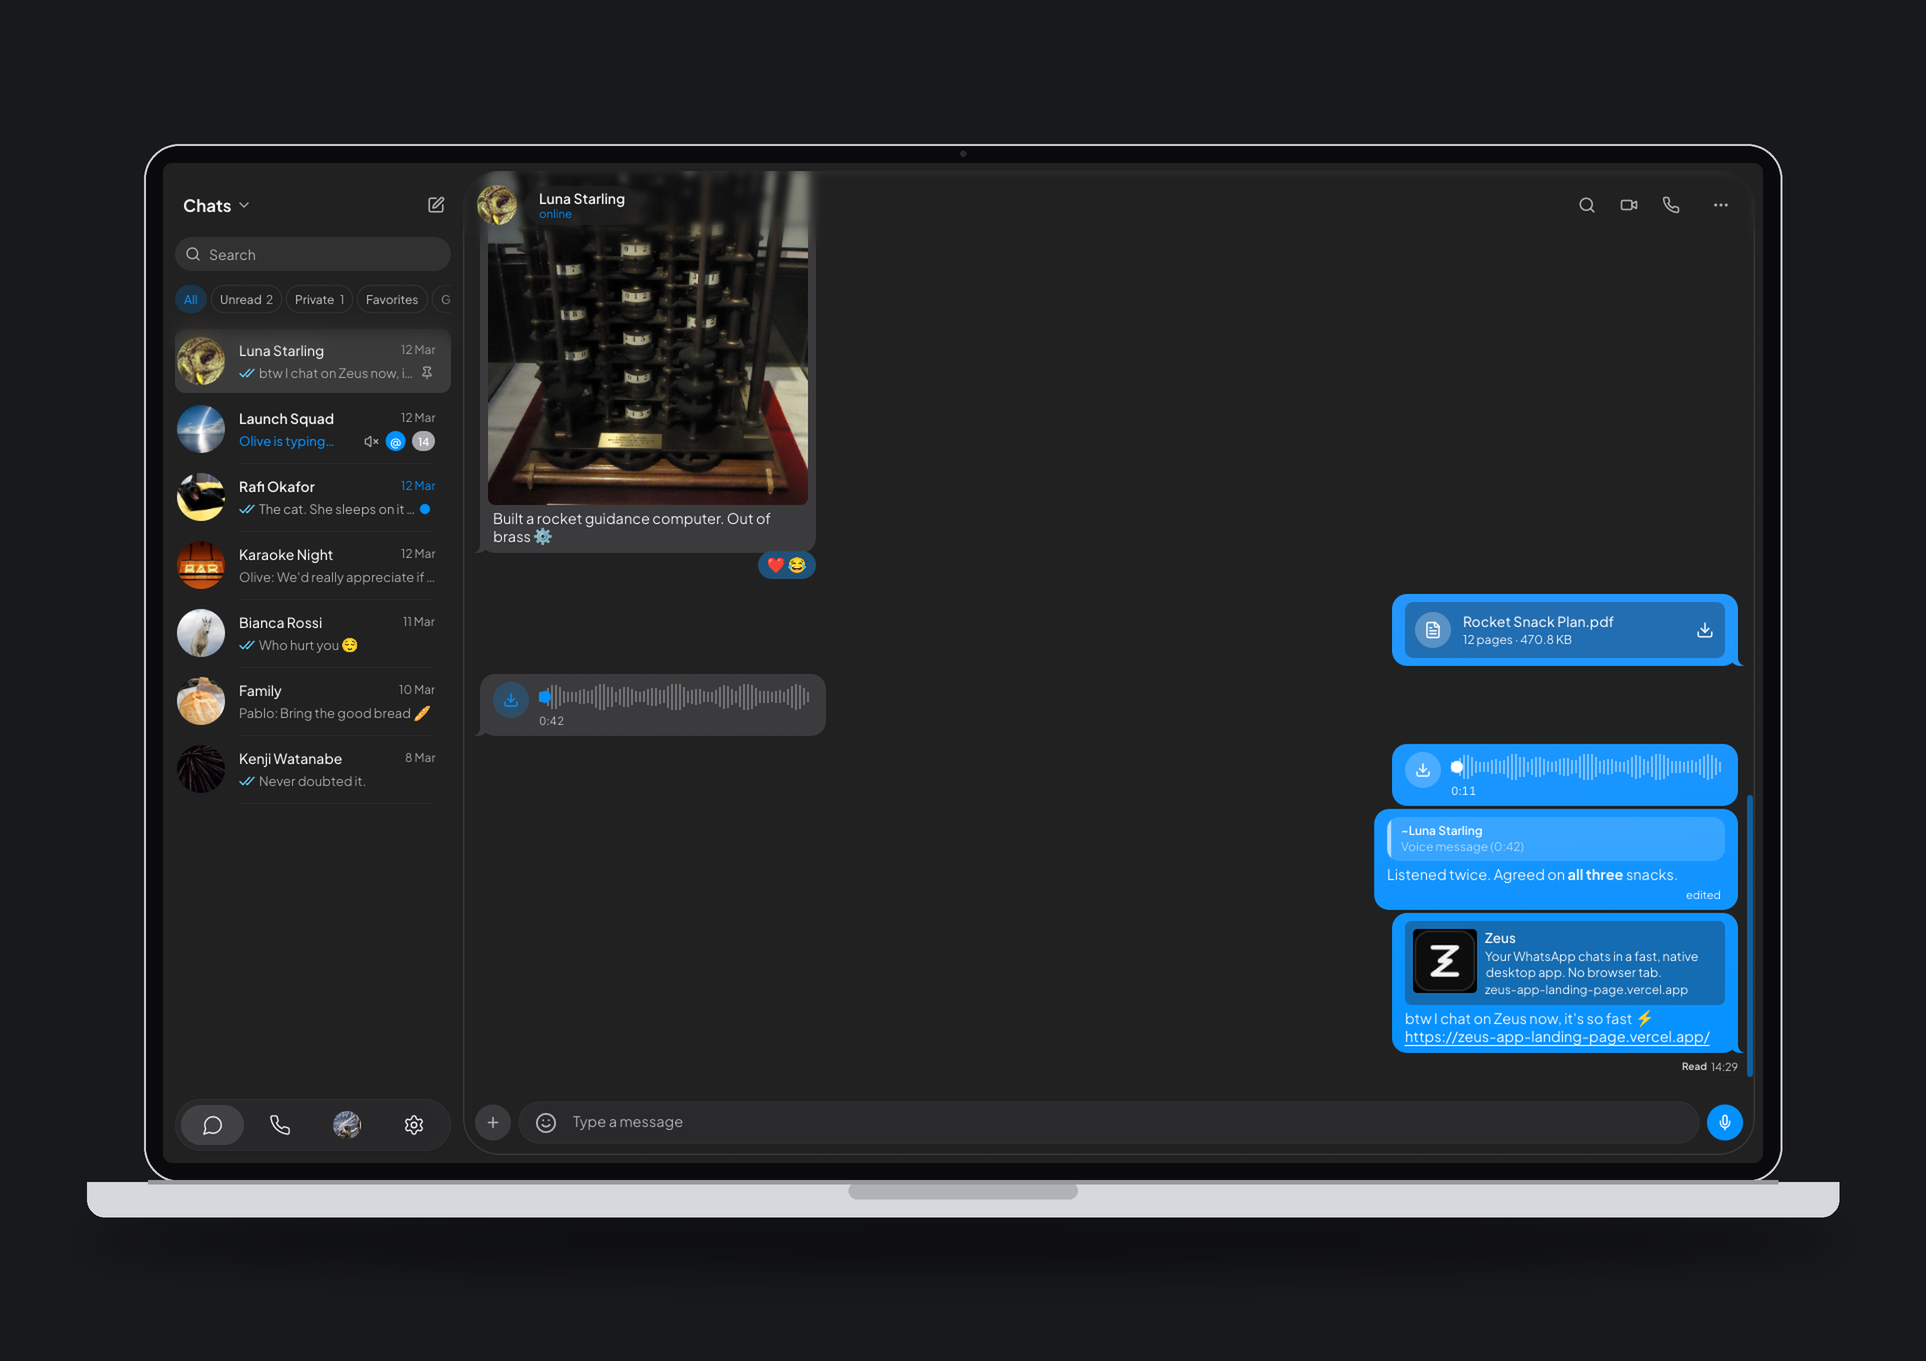 Chats
Search
All
Unread 2
Private 1
Favorites
G
Luna Starling
12 Mar
btw I chat on Zeus now, i...
Launch Squad
12 Mar
Olive is typing...
@
14
Rafi Okafor
12 Mar
The cat. She sleeps on it ...
Karaoke Night
12 Mar
Olive: We'd really appreciate if ...
BAR
Bianca Rossi
11 Mar
Who hurt you 😌
Family
10 Mar
Pablo: Bring the good bread 🥖
Kenji Watanabe
8 Mar
Never doubted it.
Luna Starling
online
Built a rocket guidance computer. Out of
brass ⚙️
❤️ 😂
Rocket Snack Plan.pdf
12 pages · 470.8 KB
0:42
0:11
~Luna Starling
Voice message (0:42)
Listened twice. Agreed on all three snacks.
edited
Z
Zeus
Your WhatsApp chats in a fast, native
desktop app. No browser tab.
zeus-app-landing-page.vercel.app
btw I chat on Zeus now, it's so fast ⚡
https://zeus-app-landing-page.vercel.app/
Read 14:29
Type a message